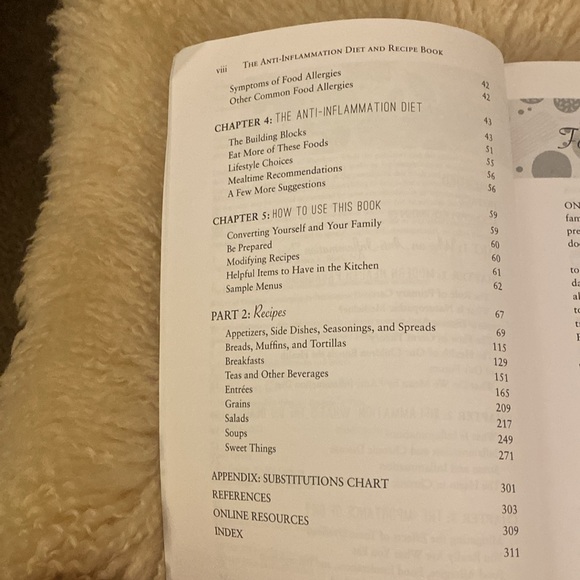 viii THE ANTI-INFLAMMATION DIET AND RECIPE BOOK
Symptoms of Food Allergies 42
Other Common Food Allergies 42
CHAPTER 4: THE ANTI-INFLAMMATION DIET 43
The Building Blocks 43
Eat More of These Foods 51
Lifestyle Choices 55
Mealtime Recommendations 56
A Few More Suggestions 56
CHAPTER 5: HOW TO USE THIS BOOK 59
Converting Yourself and Your Family 59
Be Prepared 60
Modifying Recipes 60
Helpful Items to Have in the Kitchen 61
Sample Menus 62
PART 2: Recipes 67
Appetizers, Side Dishes, Seasonings, and Spreads 69
Breads, Muffins, and Tortillas 115
Breakfasts 129
Teas and Other Beverages 151
Entrées 165
Grains 209
Salads 217
Soups 249
Sweet Things 271
APPENDIX: SUBSTITUTIONS CHART 301
REFERENCES 303
ONLINE RESOURCES 309
INDEX 311